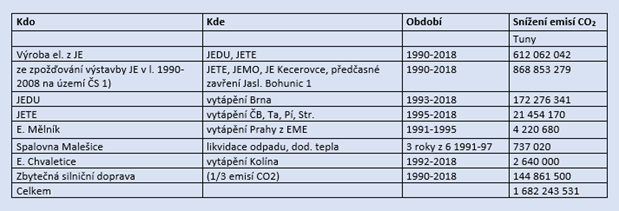 Kdo Kde Období Snížení emisí CO₂
Tuny
Výroba el. z JE JEDU, JETE 1990-2018 612 062 042
ze zpožďování výstavby JE v l. 1990- JETE, JEMO, JE Kecerovce, předčasné 1990-2018 868 853 279
2008 na území ČS 1) zavření Jasl. Bohunic 1
JEDU vytápění Brna 1993-2018 172 276 341
JETE vytápění ČB, Ta, Pí, Str. 1995-2018 21 454 170
E. Mělník vytápění Prahy z EME 1991-1995 4 220 680
Spalovna Malešice likvidace odpadu, dod. tepla 3 roky z 6 1991-97 737 020
E. Chvaletice vytápění Kolína 1992-2018 2 640 000
Zbytečná silniční doprava (1/3 emisí CO2) 1990-2018 144 861 500
Celkem 1 682 243 531